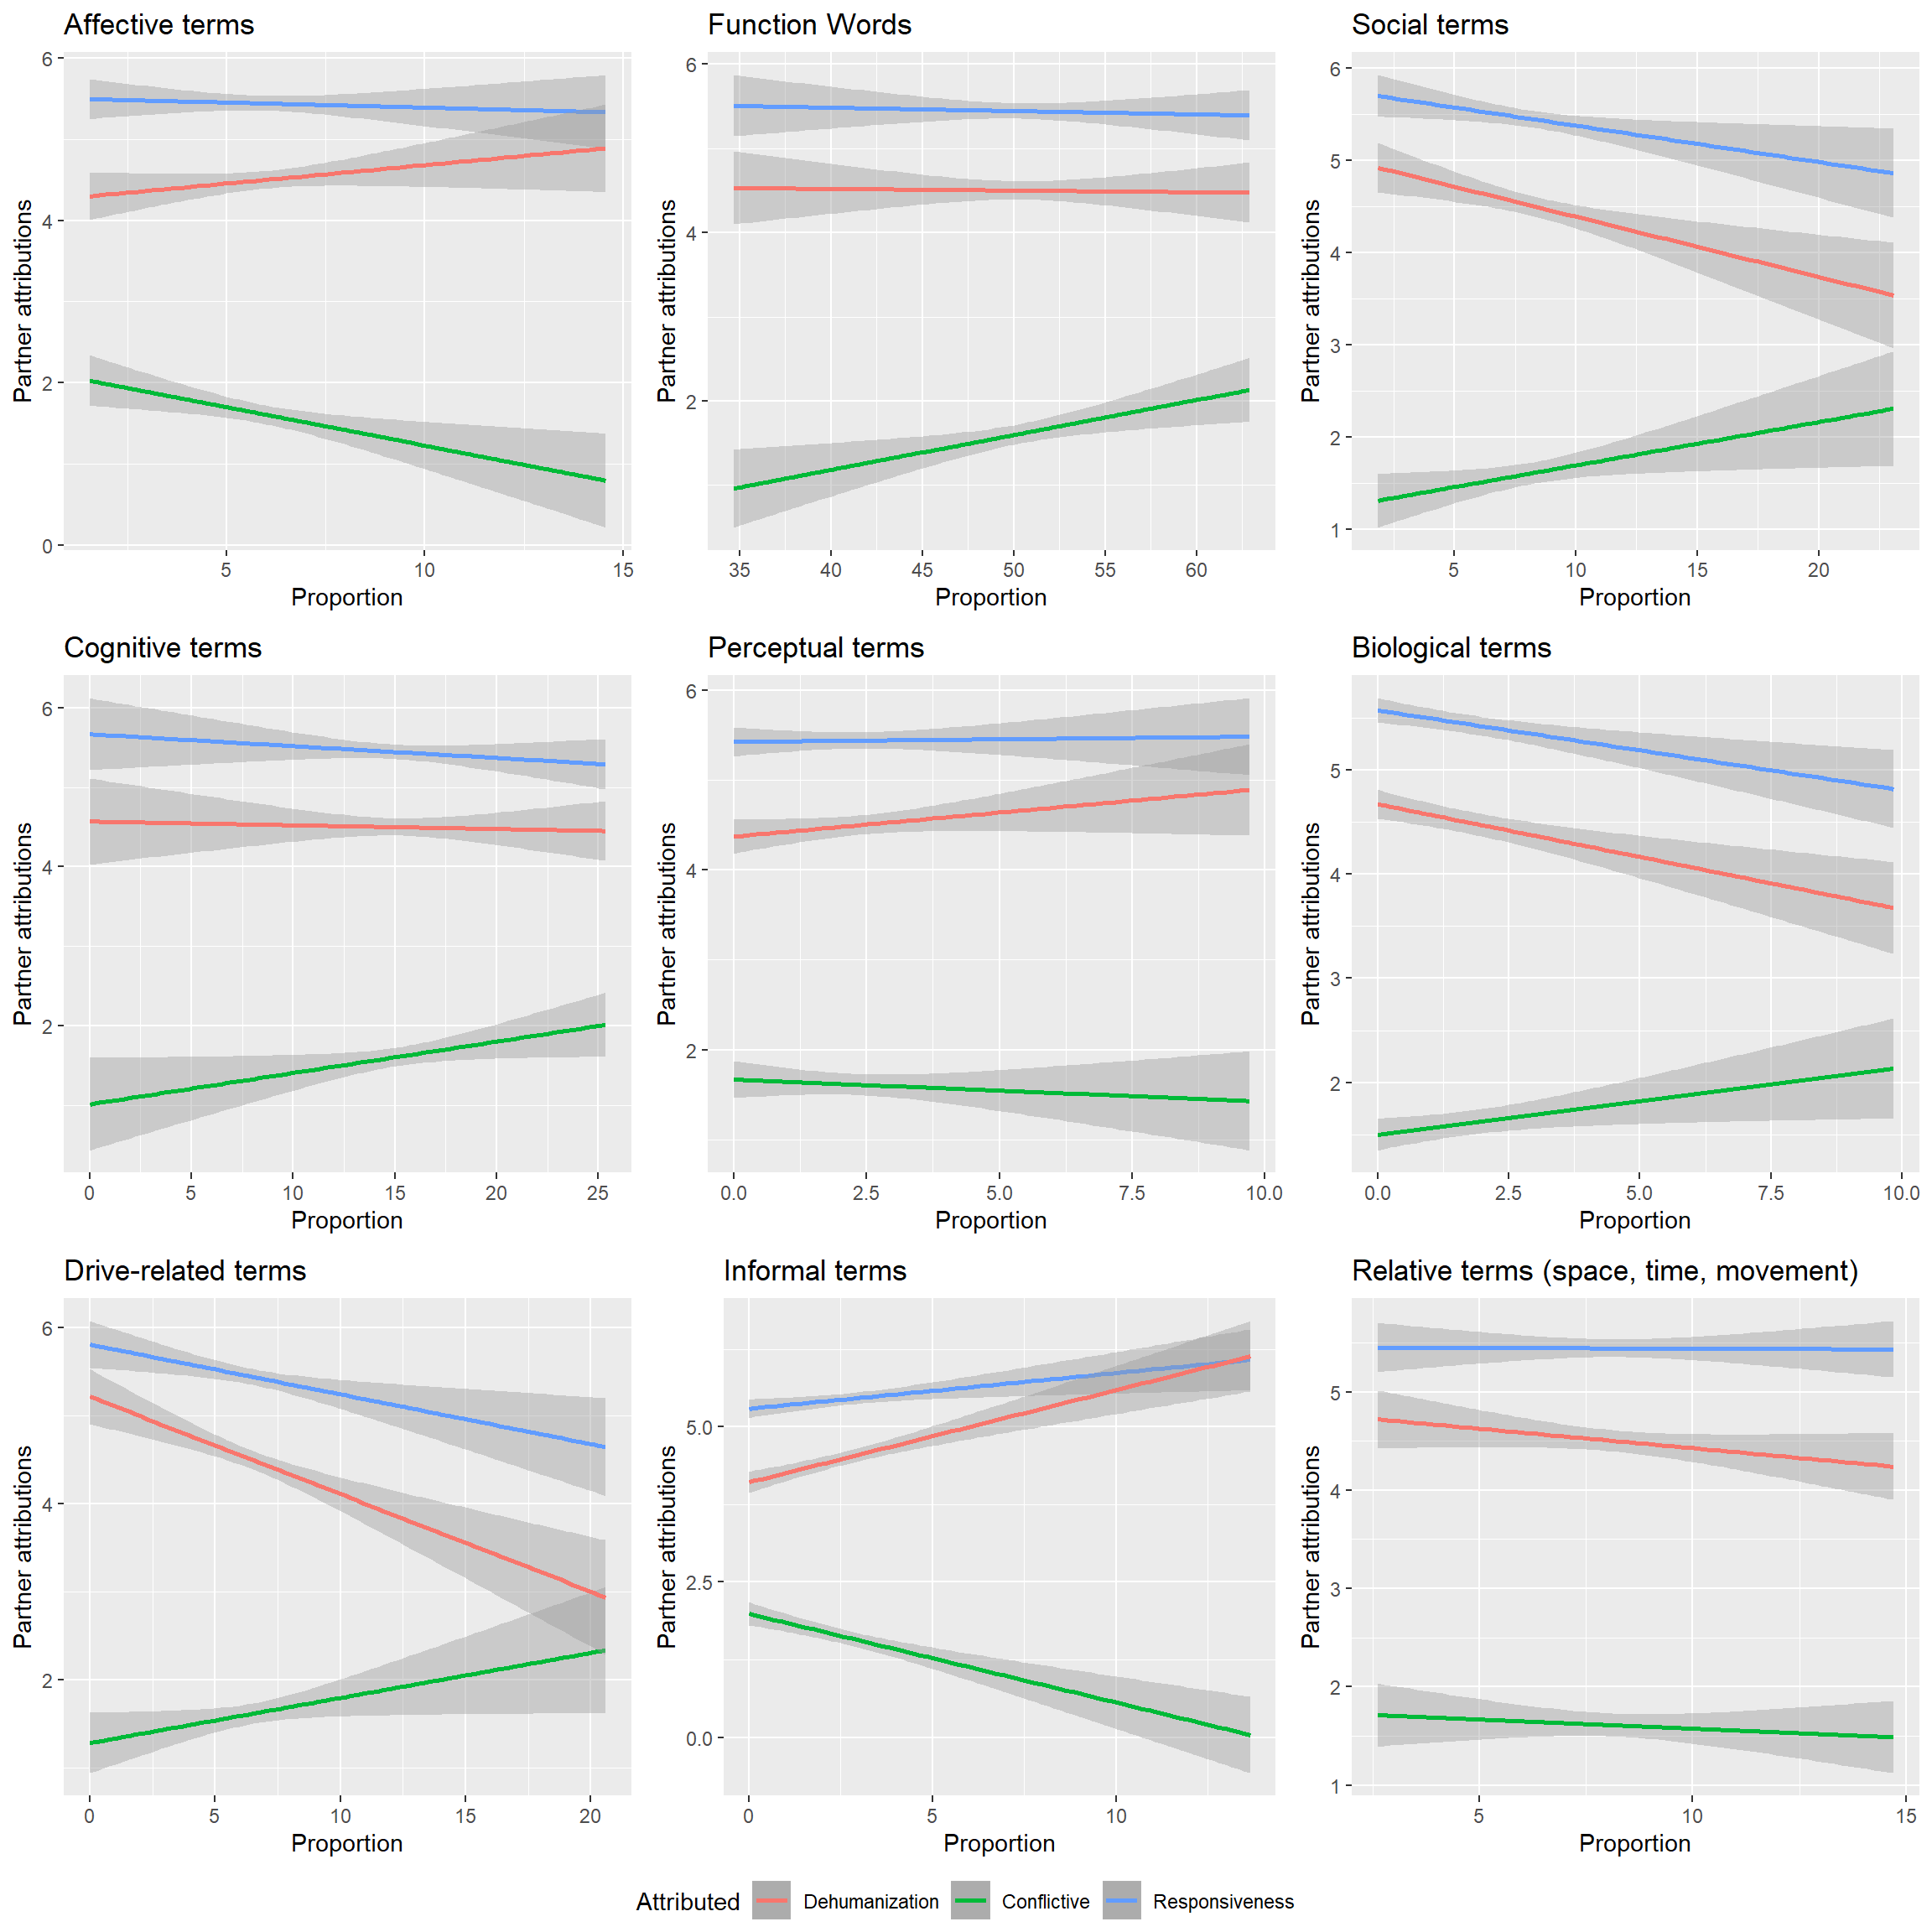 Affective terms
Function Words
Social terms
6
4
2
0
Partner attributions
5
10
15
Proportion
6
4
2
Partner attributions
35
40
45
50
55
60
Proportion
6
5
4
3
2
1
Partner attributions
5
10
15
20
Proportion
Cognitive terms
Perceptual terms
Biological terms
6
4
2
Partner attributions
0
5
10
15
20
25
Proportion
6
4
2
Partner attributions
0.0
2.5
5.0
7.5
10.0
Proportion
5
4
3
2
Partner attributions
0.0
2.5
5.0
7.5
10.0
Proportion
Drive-related terms
Informal terms
Relative terms (space, time, movement)
6
4
2
Partner attributions
0
5
10
15
20
Proportion
5.0
2.5
0.0
Partner attributions
0
5
10
Proportion
5
4
3
2
1
Partner attributions
5
10
15
Proportion
Attributed Dehumanization Conflictive Responsiveness